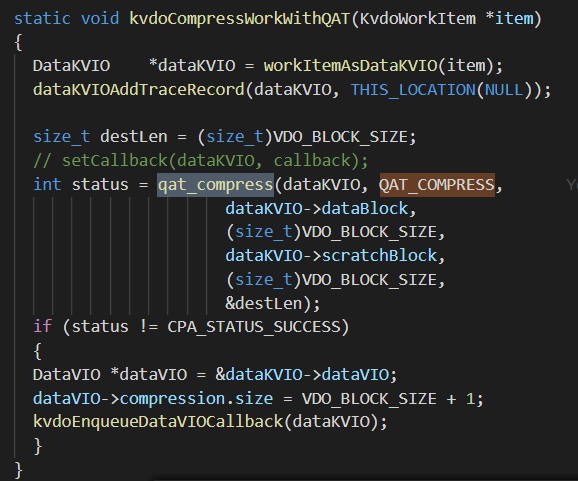 static void kvdoCompressWorkWithQAT(KvdoWorkItem *item)
{
  DataKVIO    *dataKVIO = workItemAsDataKVIO(item);
  dataKVIOAddTraceRecord(dataKVIO, THIS_LOCATION(NULL));

  size_t destLen = (size_t)VDO_BLOCK_SIZE;
  // setCallback(dataKVIO, callback);
  int status = qat_compress(dataKVIO, QAT_COMPRESS,
                      dataKVIO->dataBlock,
                      (size_t)VDO_BLOCK_SIZE,
                      dataKVIO->scratchBlock,
                      (size_t)VDO_BLOCK_SIZE,
                      &destLen);
  if (status != CPA_STATUS_SUCCESS)
  {
  DataVIO *dataVIO = &dataKVIO->dataVIO;
  dataVIO->compression.size = VDO_BLOCK_SIZE + 1;
  kvdoEnqueueDataVIOCallback(dataKVIO);
  }
}